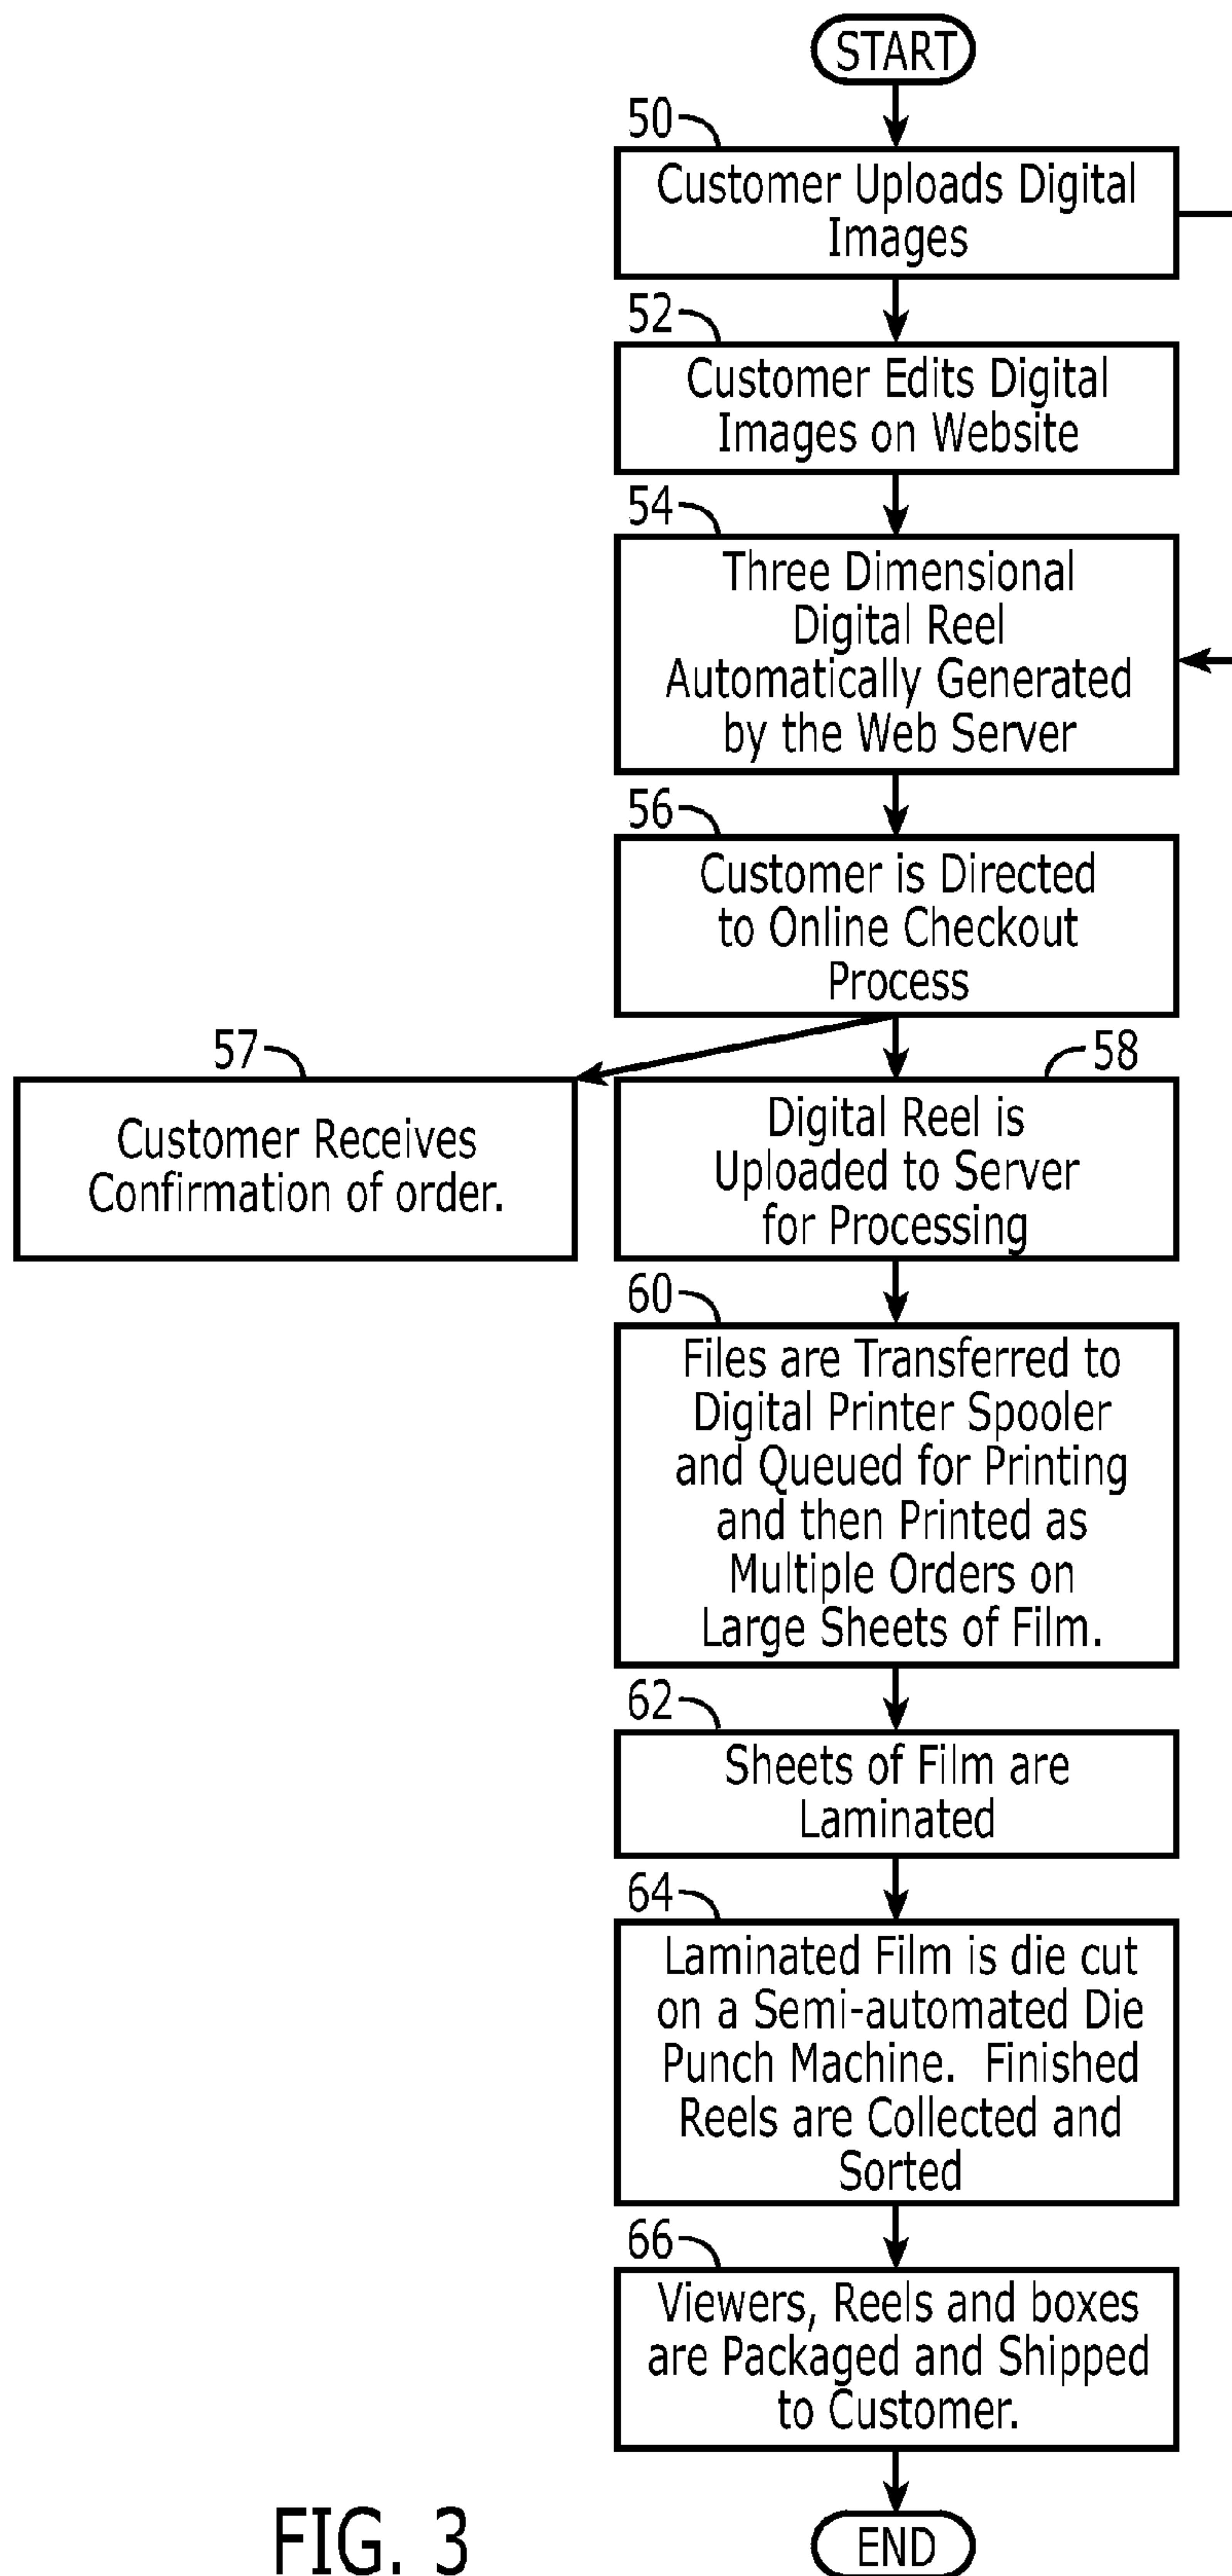 START
50
Customer Uploads Digital
Images
52
Customer Edits Digital
Images on Website
54
Three Dimensional
Digital Reel
Automatically Generated
by the Web Server
56
Customer is Directed
to Online Checkout
Process
57
Customer Receives
Confirmation of order.
58
Digital Reel is
Uploaded to Server
for Processing
60
Files are Transferred to
Digital Printer Spooler
and Queued for Printing
and then Printed as
Multiple Orders on
Large Sheets of Film.
62
Sheets of Film are
Laminated
64
Laminated Film is die cut
on a Semi-automated Die
Punch Machine.  Finished
Reels are Collected and
Sorted
66
Viewers, Reels and boxes
are Packaged and Shipped
to Customer.
END
FIG. 3